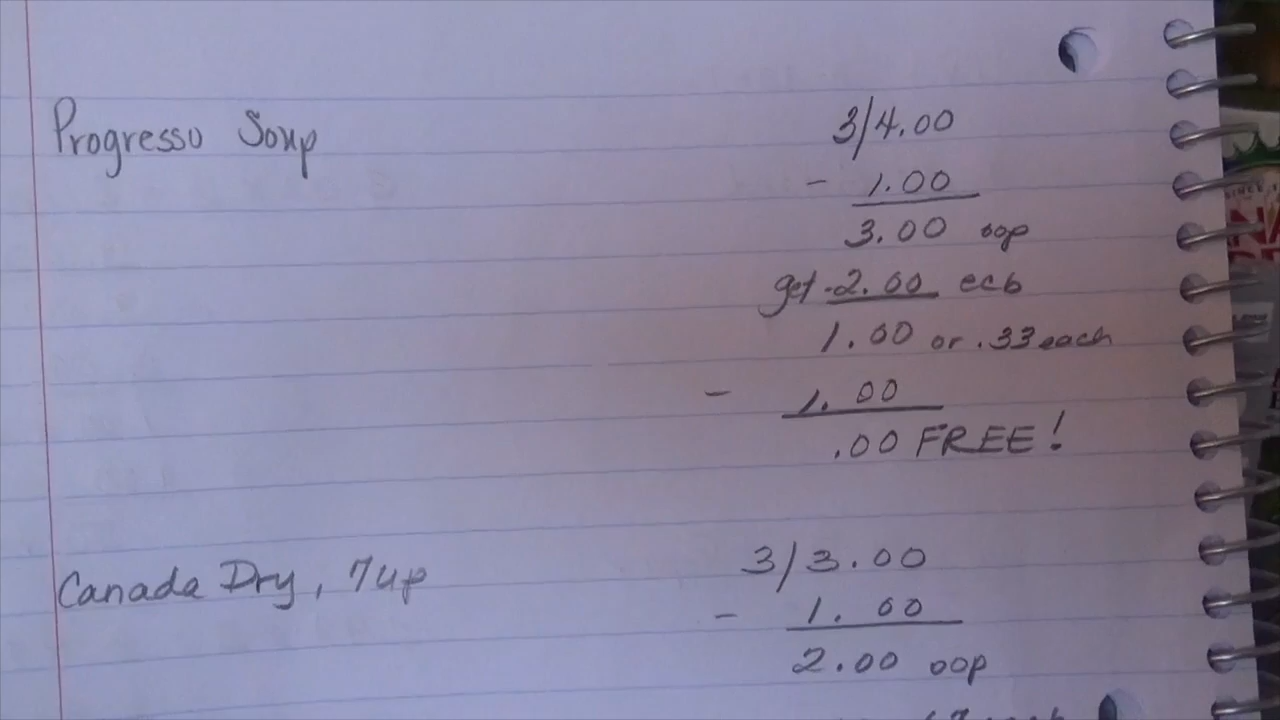 Progresso Soup 3/4.00
- 1.00
3.00 oop
get -2.00 ecb
1.00 or .33 each
- 1.00
.00 FREE!
Canada Dry, 7up 3/3.00
- 1.00
2.00 oop